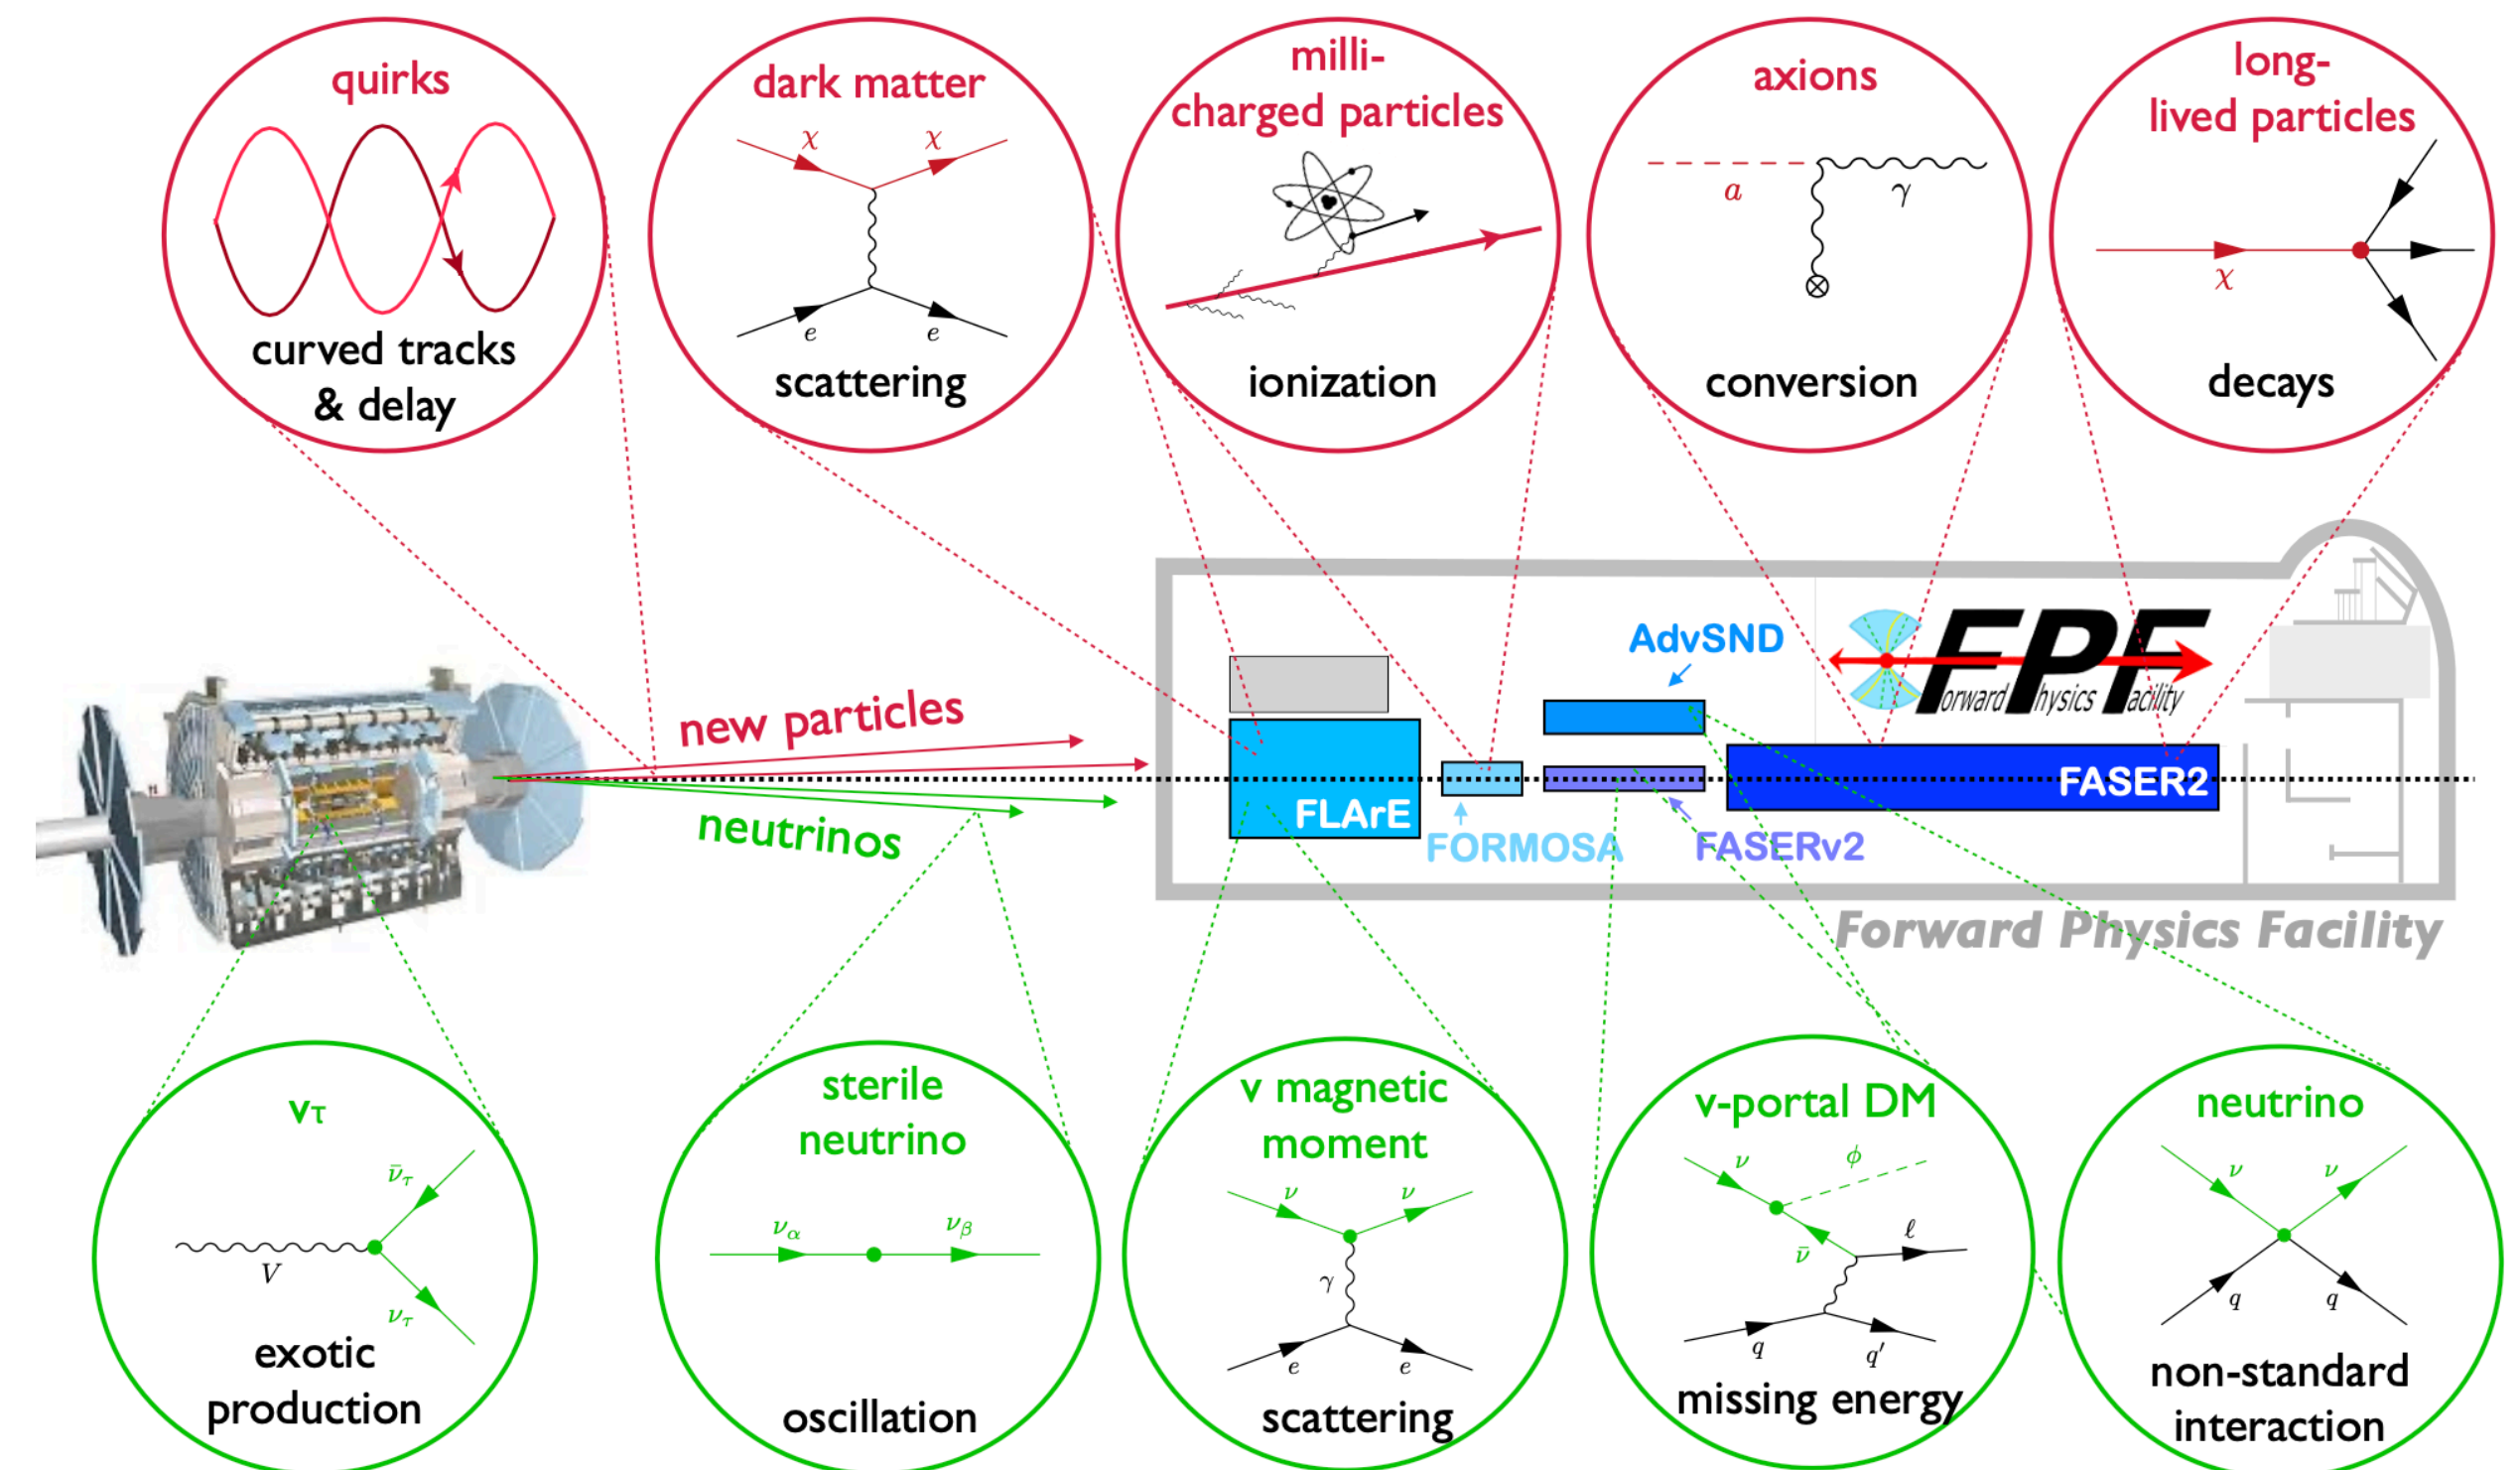 quirks
curved tracks
& delay
dark matter
χ χ
e e
scattering
milli-
charged particles
ionization
axions
a γ
conversion
long-
lived particles
χ
decays
new particles
neutrinos
AdvSND
FPF
Forward Physics Facility
FLArE
FORMOSA
FASERv2
FASER2
Forward Physics Facility
ντ
ν̄τ
V
ντ
exotic
production
sterile
neutrino
να νβ
oscillation
ν magnetic
moment
ν ν
γ
e e
scattering
ν-portal DM
ν ϕ
ν̄ ℓ
q q′
missing energy
neutrino
ν ν
q q
non-standard
interaction